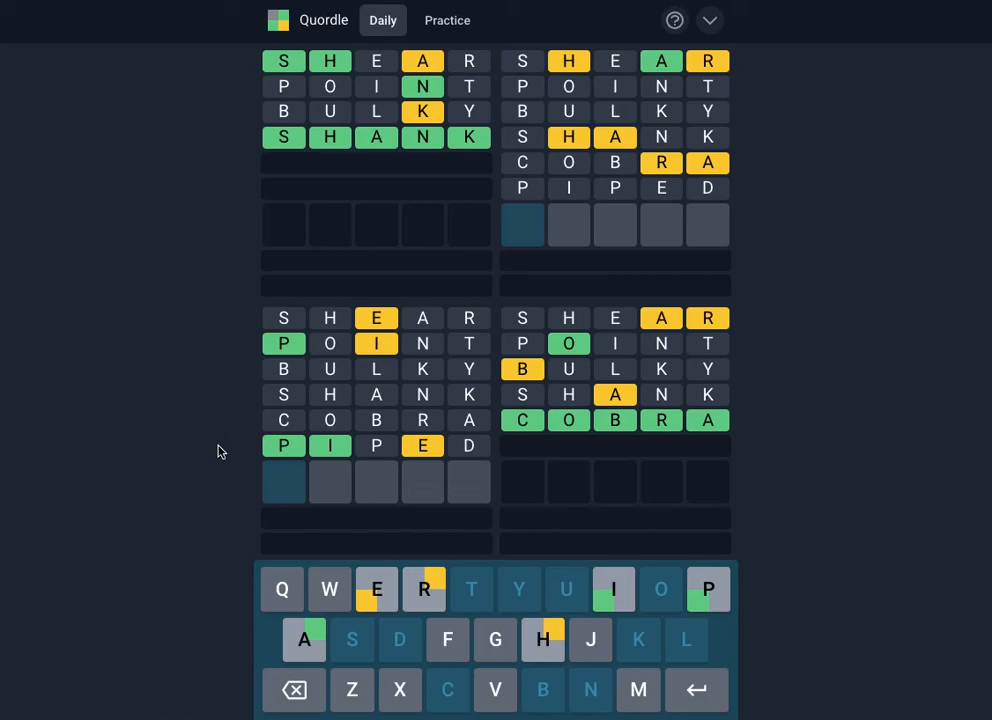 Quordle Daily Practice
S H E A R S H E A R
P O I N T P O I N T
B U L K Y B U L K Y
S H A N K S H A N K
C O B R A
P I P E D
S H E A R S H E A R
P O I N T P O I N T
B U L K Y B U L K Y
S H A N K S H A N K
C O B R A C O B R A
P I P E D
Q W E R T Y U I O P
A S D F G H J K L
Z X C V B N M